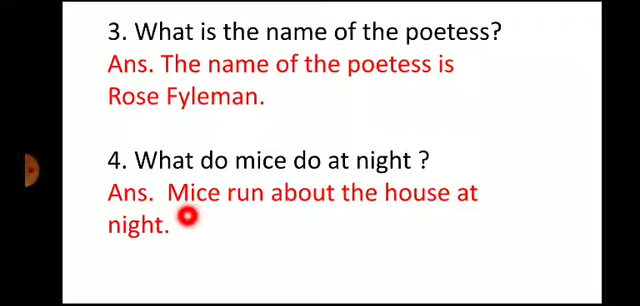 3. What is the name of the poetess?
Ans. The name of the poetess is
Rose Fyleman.
4. What do mice do at night ?
Ans.  Mice run about the house at
night.